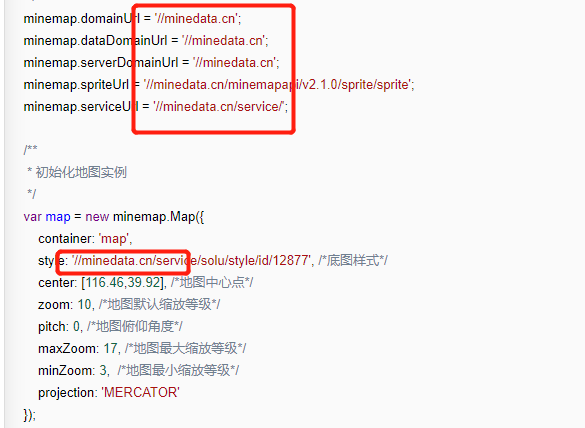 minemap.domainUrl = '//minedata.cn';
minemap.dataDomainUrl = '//minedata.cn';
minemap.serverDomainUrl = '//minedata.cn';
minemap.spriteUrl = '//minedata.cn/minemapapi/v2.1.0/sprite/sprite';
minemap.serviceUrl = '//minedata.cn/service/';
/**
* 初始化地图实例
*/
var map = new minemap.Map({
container: 'map',
style: '//minedata.cn/service/solu/style/id/12877', /*底图样式*/
center: [116.46,39.92], /*地图中心点*/
zoom: 10, /*地图默认缩放等级*/
pitch: 0, /*地图俯仰角度*/
maxZoom: 17, /*地图最大缩放等级*/
minZoom: 3, /*地图最小缩放等级*/
projection: 'MERCATOR'
});